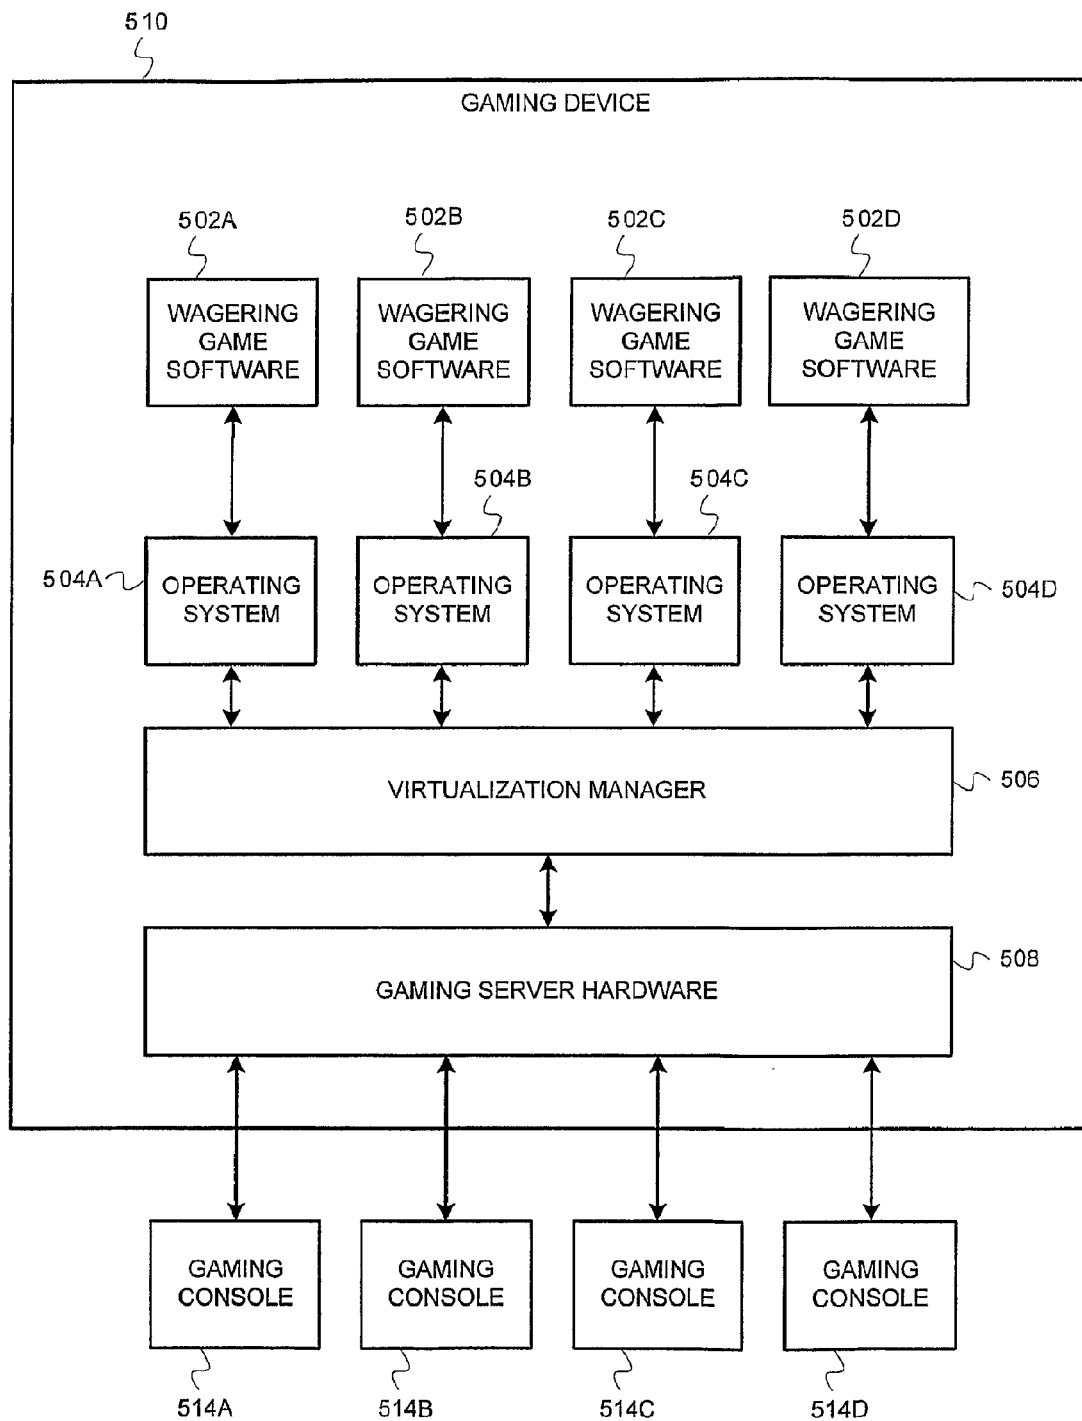 510
GAMING DEVICE
502A
502B
502C
502D
WAGERING
GAME
SOFTWARE
WAGERING
GAME
SOFTWARE
WAGERING
GAME
SOFTWARE
WAGERING
GAME
SOFTWARE
504B
504C
504A
OPERATING
SYSTEM
OPERATING
SYSTEM
OPERATING
SYSTEM
OPERATING
SYSTEM
504D
VIRTUALIZATION MANAGER
506
GAMING SERVER HARDWARE
508
GAMING
CONSOLE
GAMING
CONSOLE
GAMING
CONSOLE
GAMING
CONSOLE
514A
514B
514C
514D